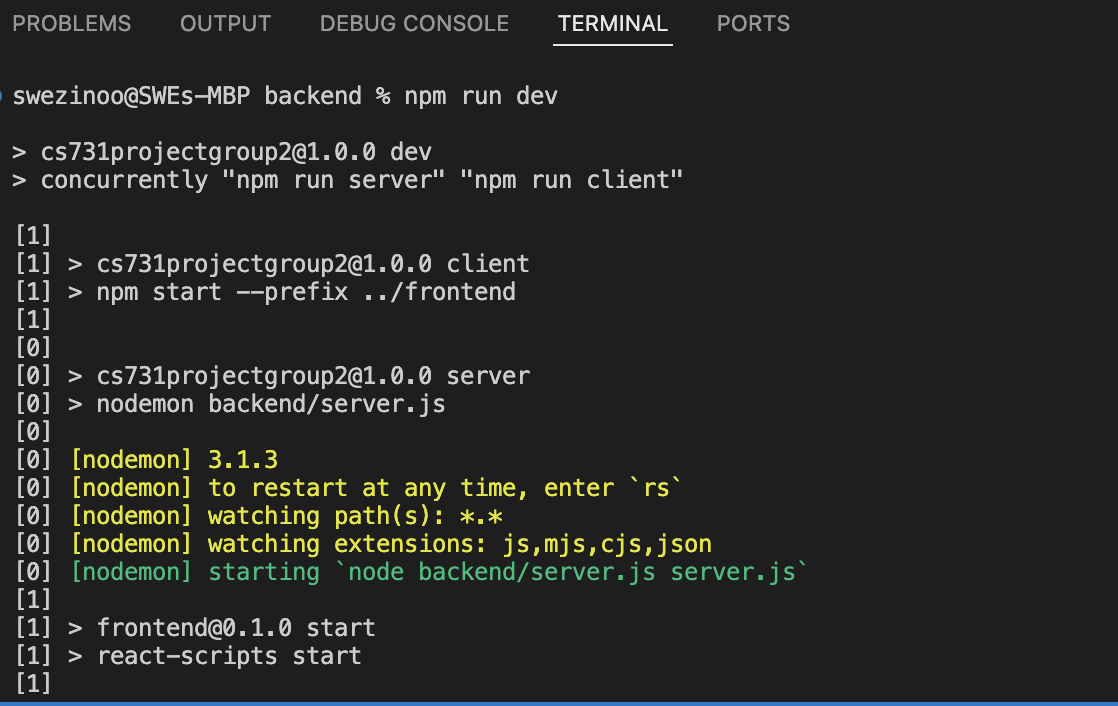 PROBLEMS OUTPUT DEBUG CONSOLE TERMINAL PORTS
swezinoo@SWEs-MBP backend % npm run dev
> cs731projectgroup2@1.0.0 dev
> concurrently "npm run server" "npm run client"
[1]
[1] > cs731projectgroup2@1.0.0 client
[1] > npm start --prefix ../frontend
[1]
[0]
[0] > cs731projectgroup2@1.0.0 server
[0] > nodemon backend/server.js
[0]
[0] [nodemon] 3.1.3
[0] [nodemon] to restart at any time, enter `rs`
[0] [nodemon] watching path(s): *.*
[0] [nodemon] watching extensions: js,mjs,cjs,json
[0] [nodemon] starting `node backend/server.js server.js`
[1]
[1] > frontend@0.1.0 start
[1] > react-scripts start
[1]